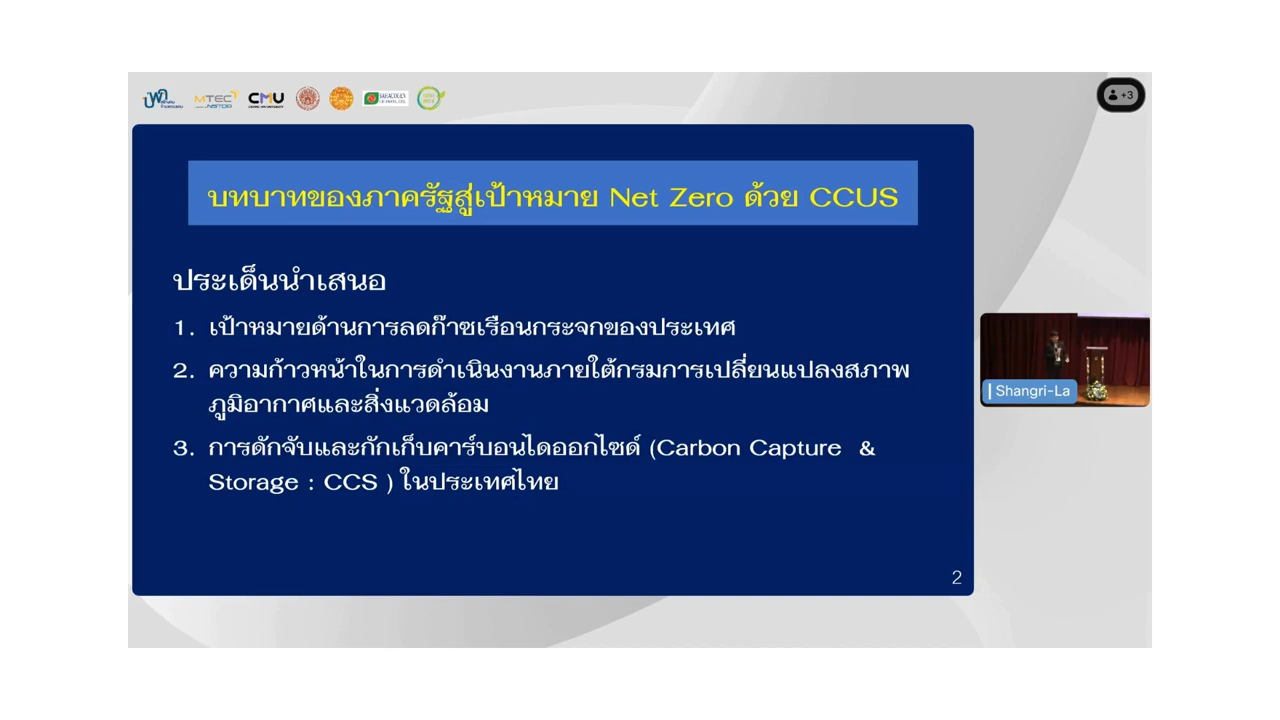 MTEC
NSTDA
CMU
+3
บทบาทของภาครัฐสู่เป้าหมาย Net Zero ด้วย CCUS
ประเด็นนำเสนอ
1. เป้าหมายด้านการลดก๊าซเรือนกระจกของประเทศ
2. ความก้าวหน้าในการดำเนินงานภายใต้กรมการเปลี่ยนแปลงสภาพ
ภูมิอากาศและสิ่งแวดล้อม
3. การดักจับและกักเก็บคาร์บอนไดออกไซด์ (Carbon Capture &
Storage : CCS ) ในประเทศไทย
Shangri-La
2